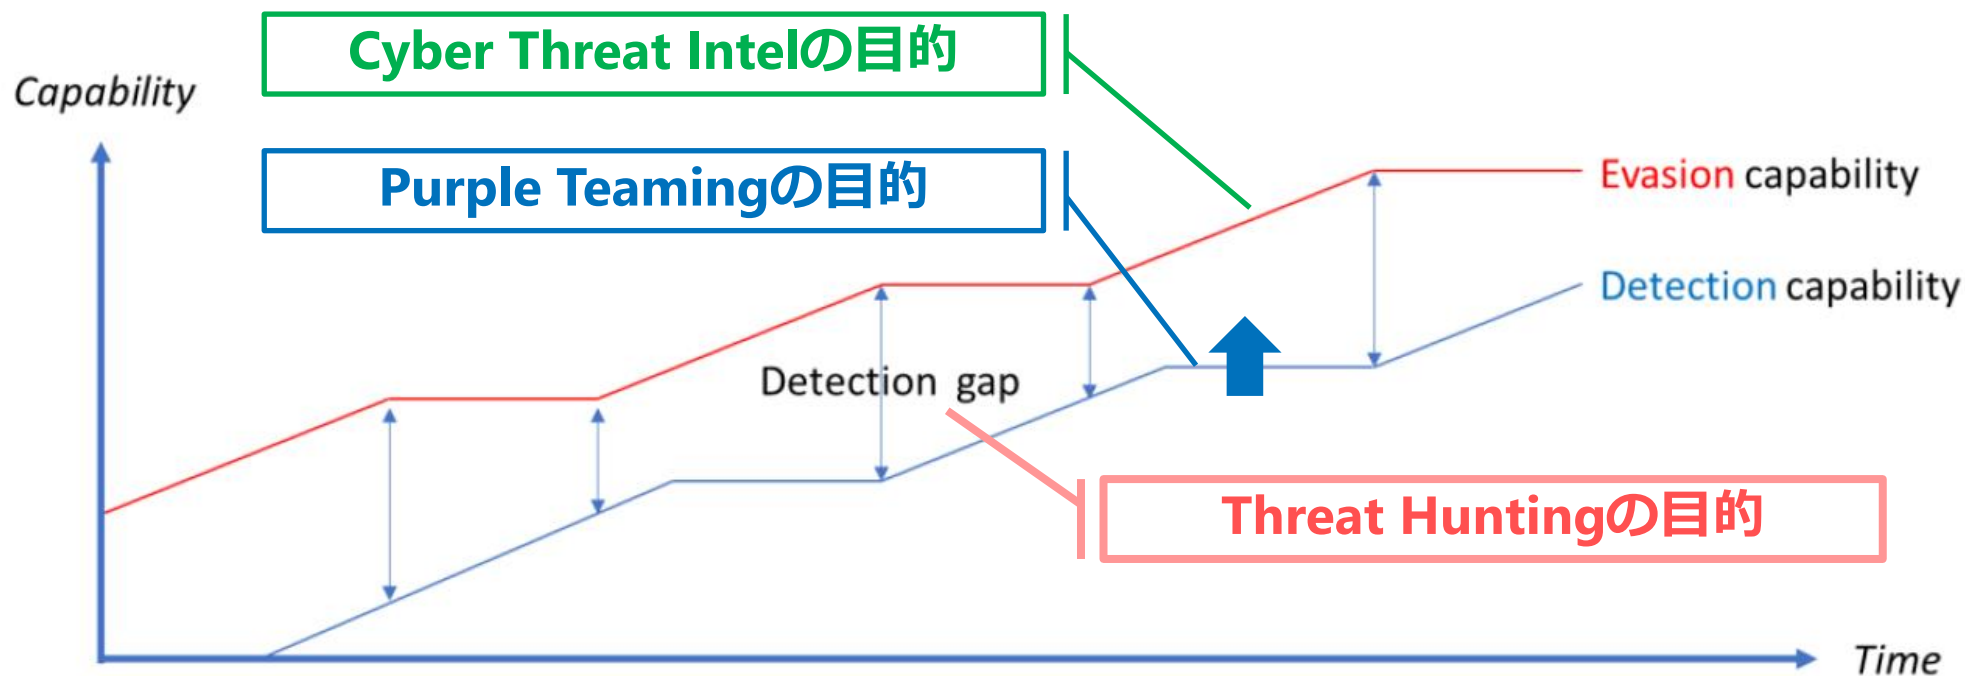 Cyber Threat Intelの目的
Capability
Purple Teamingの目的
Evasion capability
Detection capability
Detection gap
Threat Huntingの目的
Time